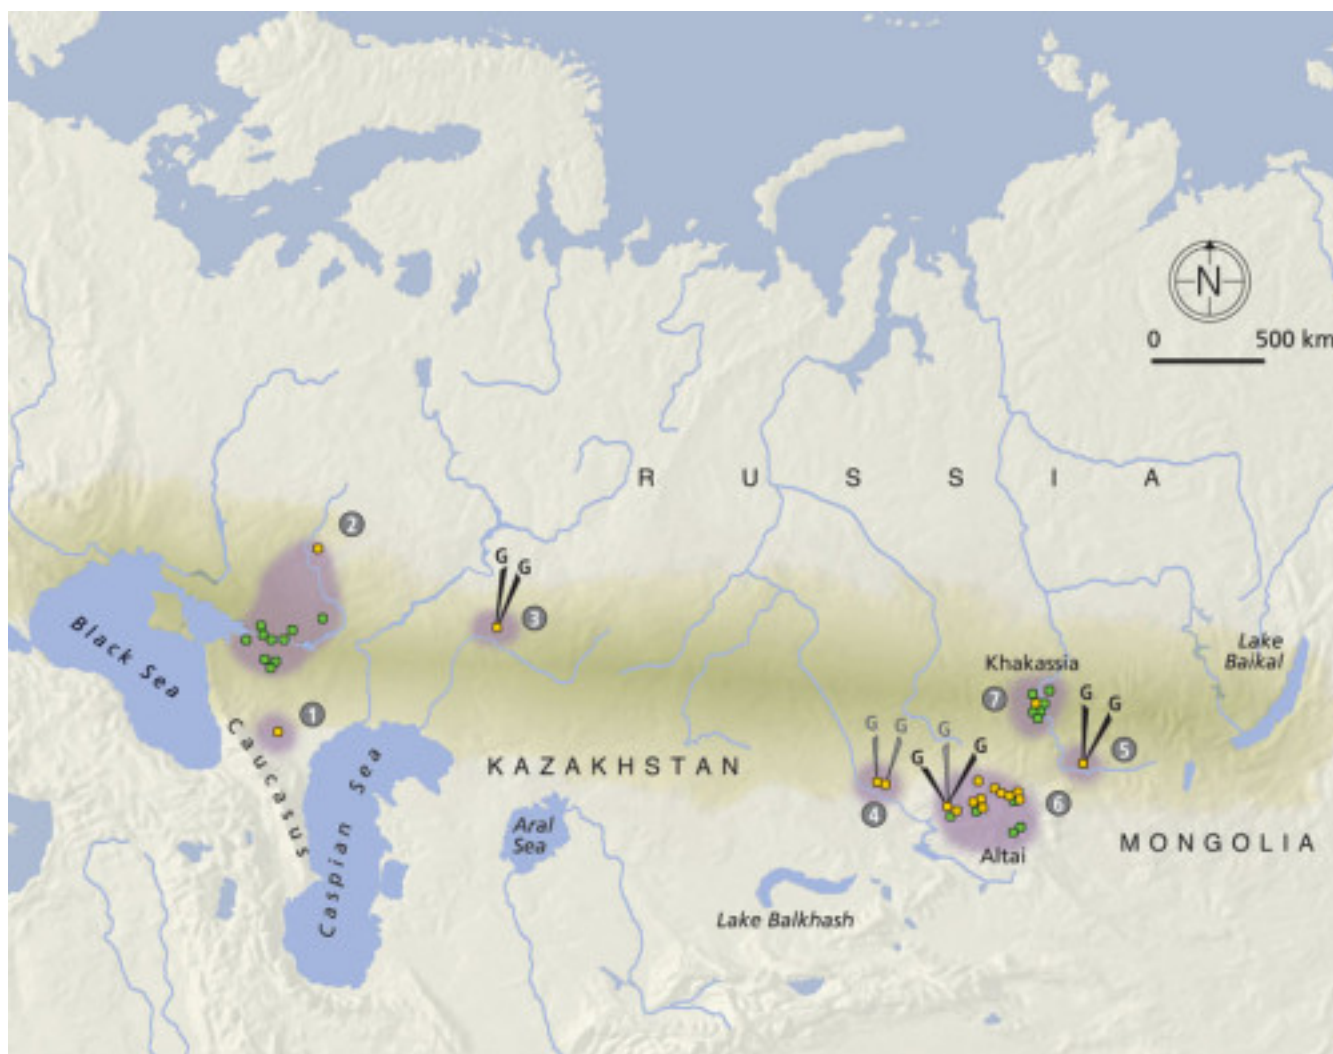 N
0 500 km
R U S S I A
2
G G
3
Black Sea
Lake
Baikal
Khakassia
7
G G
1
G G
G
G
G
5
Caucasus
Caspian Sea
KAZAKHSTAN
4
6
Aral
Sea
MONGOLIA
Altai
Lake Balkhash